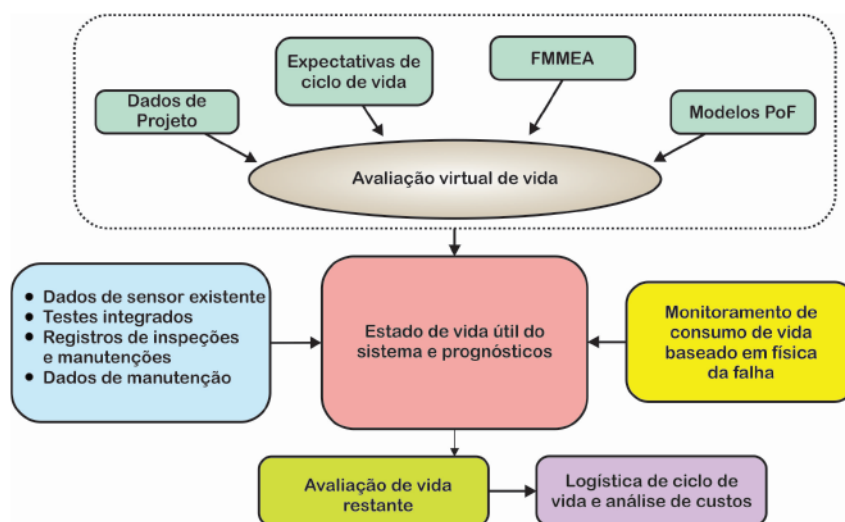 Expectativas de
ciclo de vida
FMMEA
Dados de
Projeto
Modelos PoF
Avaliação virtual de vida
Dados de sensor existente
Testes integrados
Registros de inspeções
e manutenções
Dados de manutenção
Estado de vida útil do
sistema e prognósticos
Monitoramento de
consumo de vida
baseado em física
da falha
Avaliação de vida
restante
Logística de ciclo de
vida e análise de custos